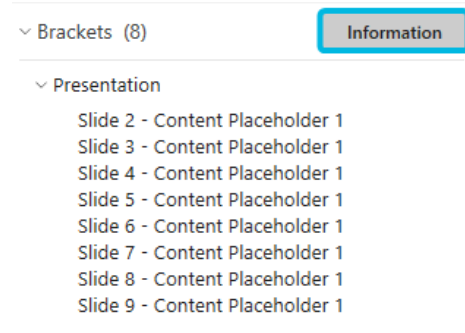 Brackets (8) Information
Presentation
Slide 2 - Content Placeholder 1
Slide 3 - Content Placeholder 1
Slide 4 - Content Placeholder 1
Slide 5 - Content Placeholder 1
Slide 6 - Content Placeholder 1
Slide 7 - Content Placeholder 1
Slide 8 - Content Placeholder 1
Slide 9 - Content Placeholder 1